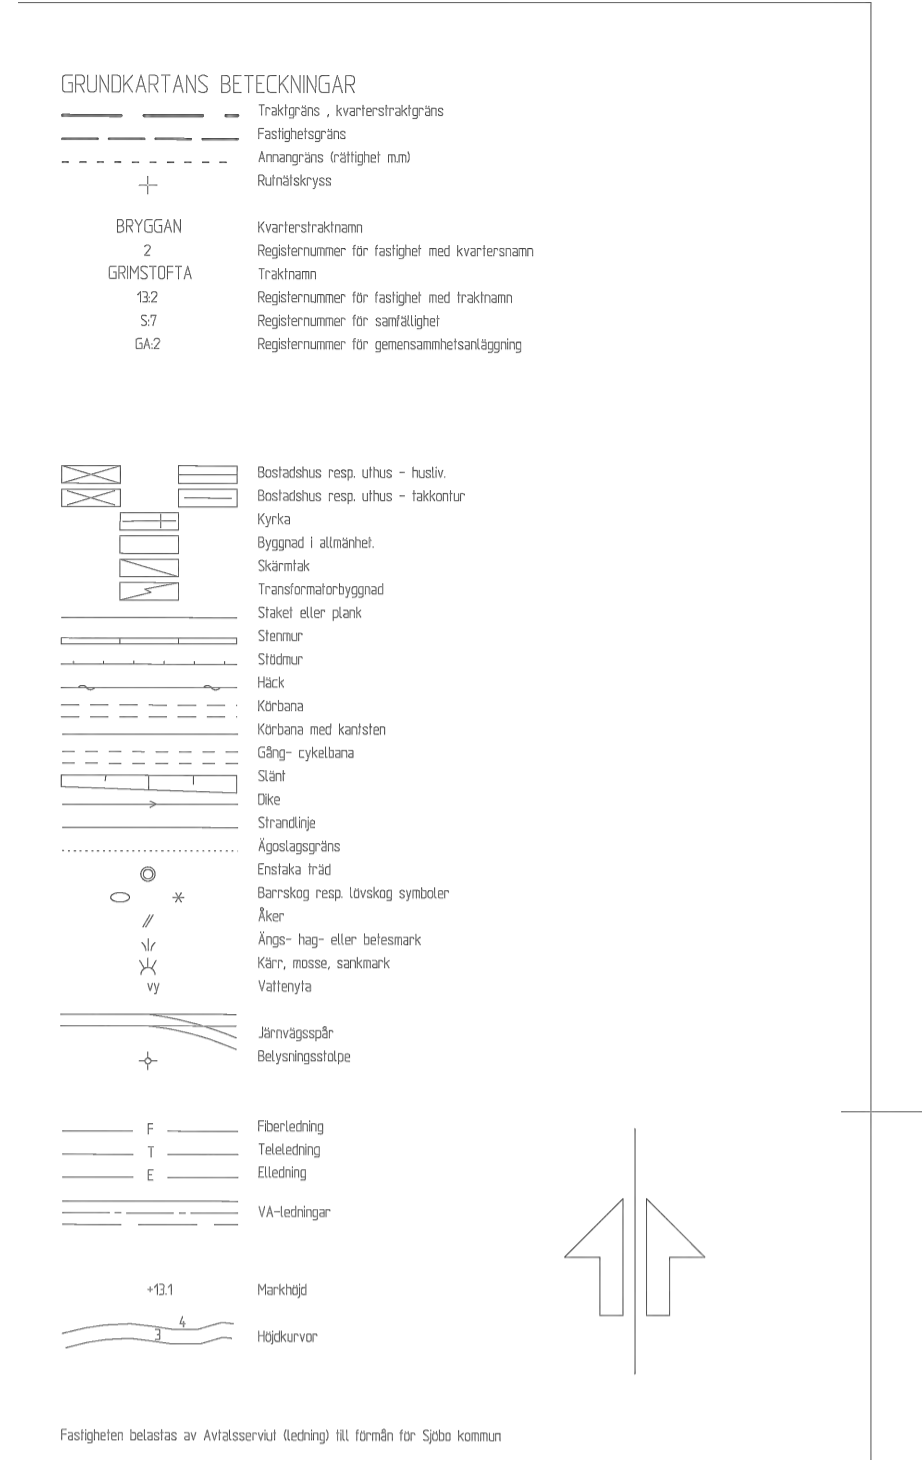 GRUNDKARTANS BETECKNINGAR
Traktgräns , kvarterstraktgräns
Fastighetsgräns
Annangräns (rättighet m.m)
Rutnätskryss
BRYGGAN Kvarterstraktnamn
2 Registernummer för fastighet med kvartersnamn
GRIMSTOFTA Traktnamn
13:2 Registernummer för fastighet med traktnamn
S:7 Registernummer för samfällighet
GA:2 Registernummer för gemensammhetsanläggning
Bostadshus resp. uthus - husliv.
Bostadshus resp. uthus - takkontur
Kyrka
Byggnad i allmänhet.
Skärmtak
Transformatorbyggnad
Staket eller plank
Stenmur
Stödmur
Häck
Körbana
Körbana med kantsten
Gång- cykelbana
Slänt
Dike
Strandlinje
Ägoslagsgräns
Enstaka träd
Barrskog resp. lövskog symboler
Åker
Ängs- hag- eller betesmark
Kärr, mosse, sankmark
vy Vattenyta
Järnvägsspår
Belysningsstolpe
F Fiberledning
T Teleledning
E Elledning
VA-ledningar
+13.1 Markhöjd
4
3 Höjdkurvor
Fastigheten belastas av Avtalsserviut (ledning) till förmån för Sjöbo kommun